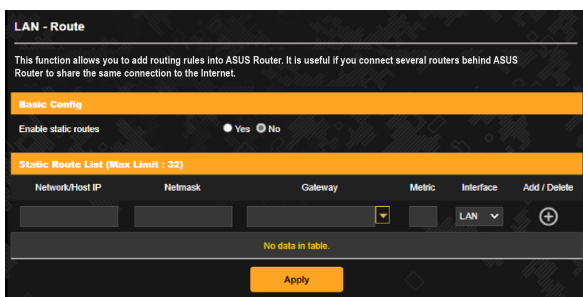 LAN - Route
This function allows you to add routing rules into ASUS Router. It is useful if you connect several routers behind ASUS
Router to share the same connection to the Internet.
Basic Config
Enable static routes Yes No
Static Route List (Max Limit : 32)
Network/Host IP Netmask Gateway Metric Interface Add / Delete
LAN
No data in table.
Apply